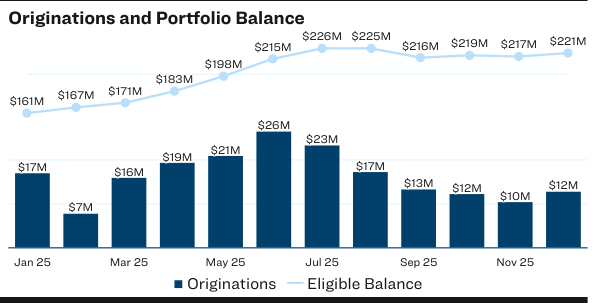 Originations and Portfolio Balance
$161M $167M $171M $183M $198M $215M $226M $225M $216M $219M $217M $221M
$17M $7M $16M $19M $21M $26M $23M $17M $13M $12M $10M $12M
Jan 25 Mar 25 May 25 Jul 25 Sep 25 Nov 25
Originations Eligible Balance